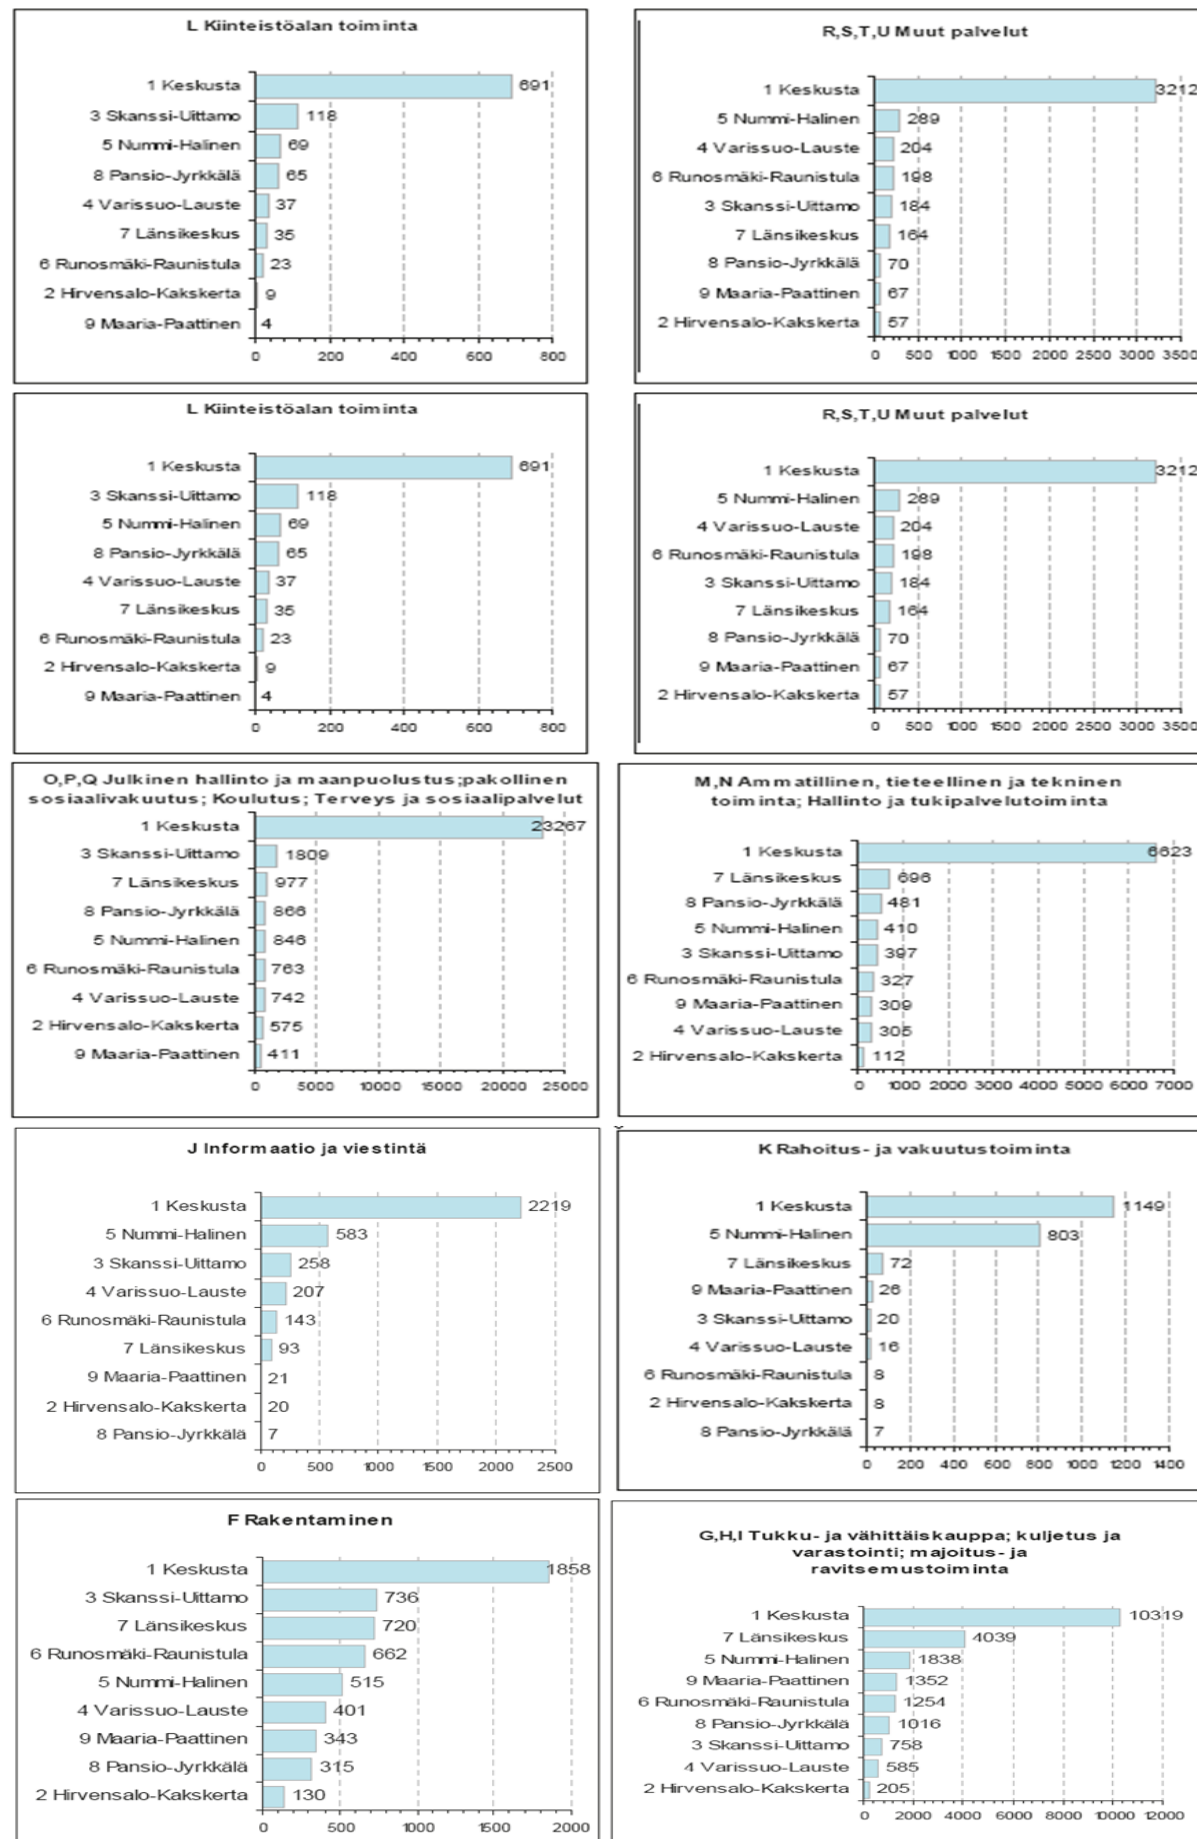 L Kiinteistöalan toiminta
1 Keskusta 691
3 Skanssi-Uittamo 118
5 Nummi-Halinen 69
8 Pansio-Jyrkkälä 65
4 Varissuo-Lauste 37
7 Länsikeskus 35
6 Runosmäki-Raunistula 23
2 Hirvensalo-Kakskerta 9
9 Maaria-Paattinen 4
0 200 400 600 800
R,S,T,U Muut palvelut
1 Keskusta 3212
5 Nummi-Halinen 289
4 Varissuo-Lauste 204
6 Runosmäki-Raunistula 198
3 Skanssi-Uittamo 184
7 Länsikeskus 164
8 Pansio-Jyrkkälä 70
9 Maaria-Paattinen 67
2 Hirvensalo-Kakskerta 57
0 500 1000 1500 2000 2500 3000 3500
L Kiinteistöalan toiminta
1 Keskusta 691
3 Skanssi-Uittamo 118
5 Nummi-Halinen 69
8 Pansio-Jyrkkälä 65
4 Varissuo-Lauste 37
7 Länsikeskus 35
6 Runosmäki-Raunistula 23
2 Hirvensalo-Kakskerta 9
9 Maaria-Paattinen 4
0 200 400 600 800
R,S,T,U Muut palvelut
1 Keskusta 3212
5 Nummi-Halinen 289
4 Varissuo-Lauste 204
6 Runosmäki-Raunistula 198
3 Skanssi-Uittamo 184
7 Länsikeskus 164
8 Pansio-Jyrkkälä 70
9 Maaria-Paattinen 67
2 Hirvensalo-Kakskerta 57
0 500 1000 1500 2000 2500 3000 3500
O,P,Q Julkinen hallinto ja maanpuolustus;pakollinen
sosiaalivakuutus; Koulutus; Terveys ja sosiaalipalvelut
1 Keskusta 23267
3 Skanssi-Uittamo 1809
7 Länsikeskus 977
8 Pansio-Jyrkkälä 866
5 Nummi-Halinen 846
6 Runosmäki-Raunistula 763
4 Varissuo-Lauste 742
2 Hirvensalo-Kakskerta 575
9 Maaria-Paattinen 411
0 5000 10000 15000 20000 25000
M,N Ammatillinen, tieteellinen ja tekninen
toiminta; Hallinto ja tukipalvelutoiminta
1 Keskusta 6623
7 Länsikeskus 696
8 Pansio-Jyrkkälä 481
5 Nummi-Halinen 410
3 Skanssi-Uittamo 397
6 Runosmäki-Raunistula 327
9 Maaria-Paattinen 309
4 Varissuo-Lauste 305
2 Hirvensalo-Kakskerta 112
0 1000 2000 3000 4000 5000 6000 7000
J Informaatio ja viestintä
1 Keskusta 2219
5 Nummi-Halinen 583
3 Skanssi-Uittamo 258
4 Varissuo-Lauste 207
6 Runosmäki-Raunistula 143
7 Länsikeskus 93
9 Maaria-Paattinen 21
2 Hirvensalo-Kakskerta 20
8 Pansio-Jyrkkälä 7
0 500 1000 1500 2000 2500
K Rahoitus- ja vakuutustoiminta
1 Keskusta 1149
5 Nummi-Halinen 803
7 Länsikeskus 72
9 Maaria-Paattinen 26
3 Skanssi-Uittamo 20
4 Varissuo-Lauste 16
6 Runosmäki-Raunistula 8
2 Hirvensalo-Kakskerta 8
8 Pansio-Jyrkkälä 7
0 200 400 600 800 1000 1200 1400
F Rakentaminen
1 Keskusta 1858
3 Skanssi-Uittamo 736
7 Länsikeskus 720
6 Runosmäki-Raunistula 662
5 Nummi-Halinen 515
4 Varissuo-Lauste 401
9 Maaria-Paattinen 343
8 Pansio-Jyrkkälä 315
2 Hirvensalo-Kakskerta 130
0 500 1000 1500 2000
G,H,I Tukku- ja vähittäiskauppa; kuljetus ja
varastointi; majoitus- ja
ravitsemustoiminta
1 Keskusta 10319
7 Länsikeskus 4039
5 Nummi-Halinen 1838
9 Maaria-Paattinen 1352
6 Runosmäki-Raunistula 1254
8 Pansio-Jyrkkälä 1016
3 Skanssi-Uittamo 758
4 Varissuo-Lauste 585
2 Hirvensalo-Kakskerta 205
0 2000 4000 6000 8000 10000 12000